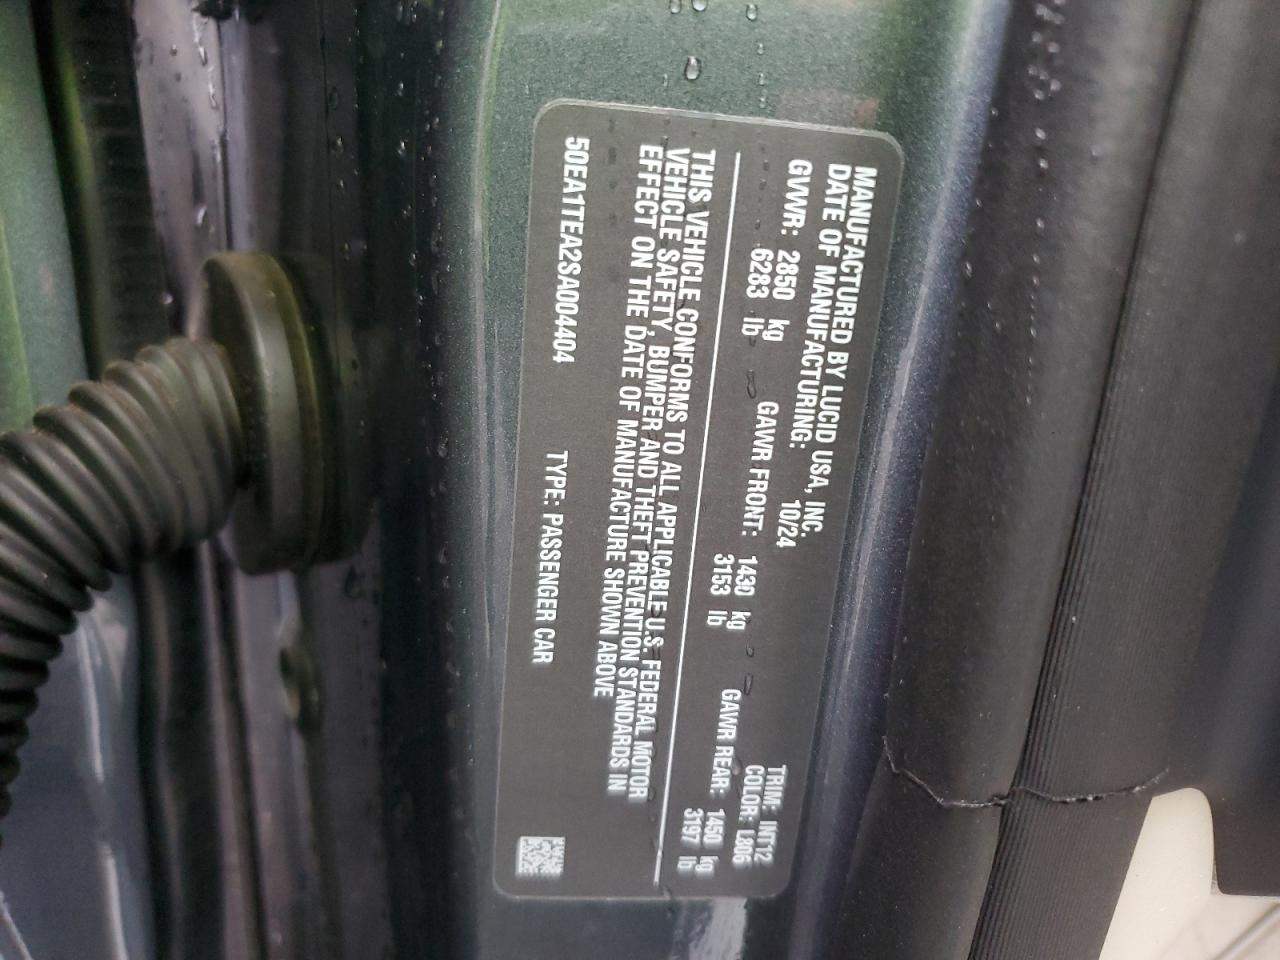 MANUFACTURED BY LUCID USA, INC.
DATE OF MANUFACTURING: 10/24 TRIM: INT12
COLOR: L806
GVWR: 2850 kg GAWR FRONT: 1430 kg GAWR REAR: 1450 kg
6283 lb 3153 lb 3197 lb
THIS VEHICLE CONFORMS TO ALL APPLICABLE U.S. FEDERAL MOTOR
VEHICLE SAFETY, BUMPER AND THEFT PREVENTION STANDARDS IN
EFFECT ON THE DATE OF MANUFACTURE SHOWN ABOVE
50EA1TEA2SA004404 TYPE: PASSENGER CAR